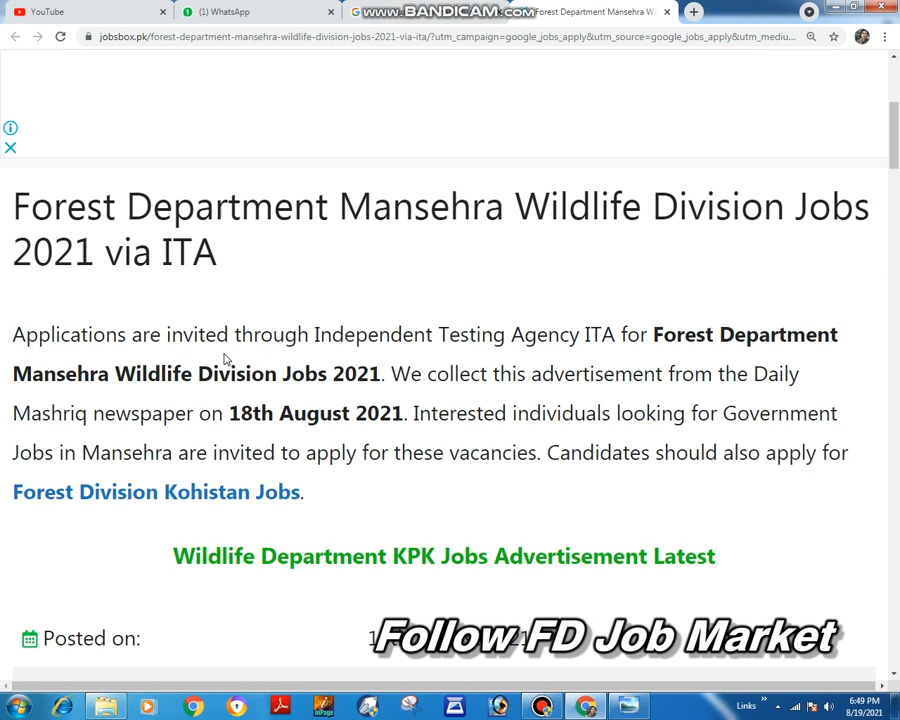 YouTube
(1) WhatsApp
WWW.BANDICAM.COM
Forest Department Mansehra Wi
jobsbox.pk/forest-department-mansehra-wildlife-division-jobs-2021-via-ita/?utm_campaign=google_jobs_apply&utm_source=google_jobs_apply&utm_mediu...
Forest Department Mansehra Wildlife Division Jobs
2021 via ITA
Applications are invited through Independent Testing Agency ITA for Forest Department
Mansehra Wildlife Division Jobs 2021. We collect this advertisement from the Daily
Mashriq newspaper on 18th August 2021. Interested individuals looking for Government
Jobs in Mansehra are invited to apply for these vacancies. Candidates should also apply for
Forest Division Kohistan Jobs.
Wildlife Department KPK Jobs Advertisement Latest
Posted on:
Follow FD Job Market
Links
6:49 PM
8/19/2021